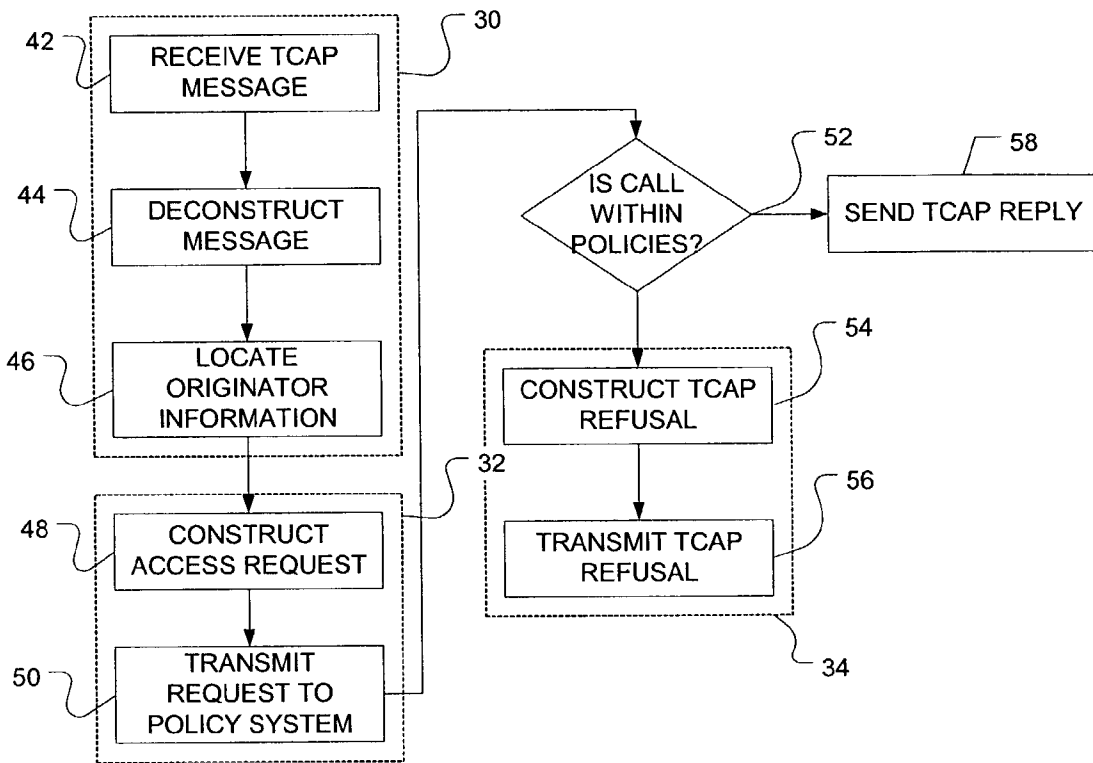 42
RECEIVE TCAP
MESSAGE
30
44
DECONSTRUCT
MESSAGE
46
LOCATE
ORIGINATOR
INFORMATION
32
48
CONSTRUCT
ACCESS REQUEST
50
TRANSMIT
REQUEST TO
POLICY SYSTEM
IS CALL
WITHIN
POLICIES?
52
58
SEND TCAP REPLY
54
CONSTRUCT TCAP
REFUSAL
56
TRANSMIT TCAP
REFUSAL
34